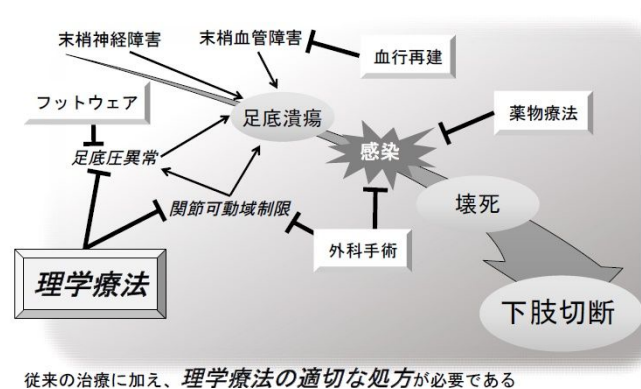 末梢神経障害
末梢血管障害
血行再建
フットウェア
足底潰瘍
薬物療法
足底圧異常
感染
関節可動域制限
壊死
外科手術
理学療法
下肢切断
従来の治療に加え、理学療法の適切な処方が必要である